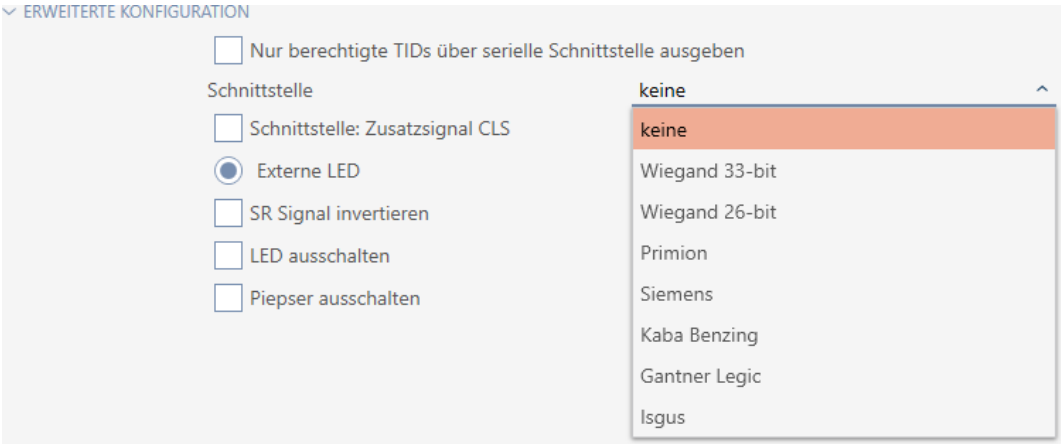 ERWEITERTE KONFIGURATION
Nur berechtigte TIDs über serielle Schnittstelle ausgeben
Schnittstelle
keine
Schnittstelle: Zusatzsignal CLS
keine
Externe LED
Wiegand 33-bit
SR Signal invertieren
Wiegand 26-bit
LED ausschalten
Primion
Piepser ausschalten
Siemens
Kaba Benzing
Gantner Legic
Isgus